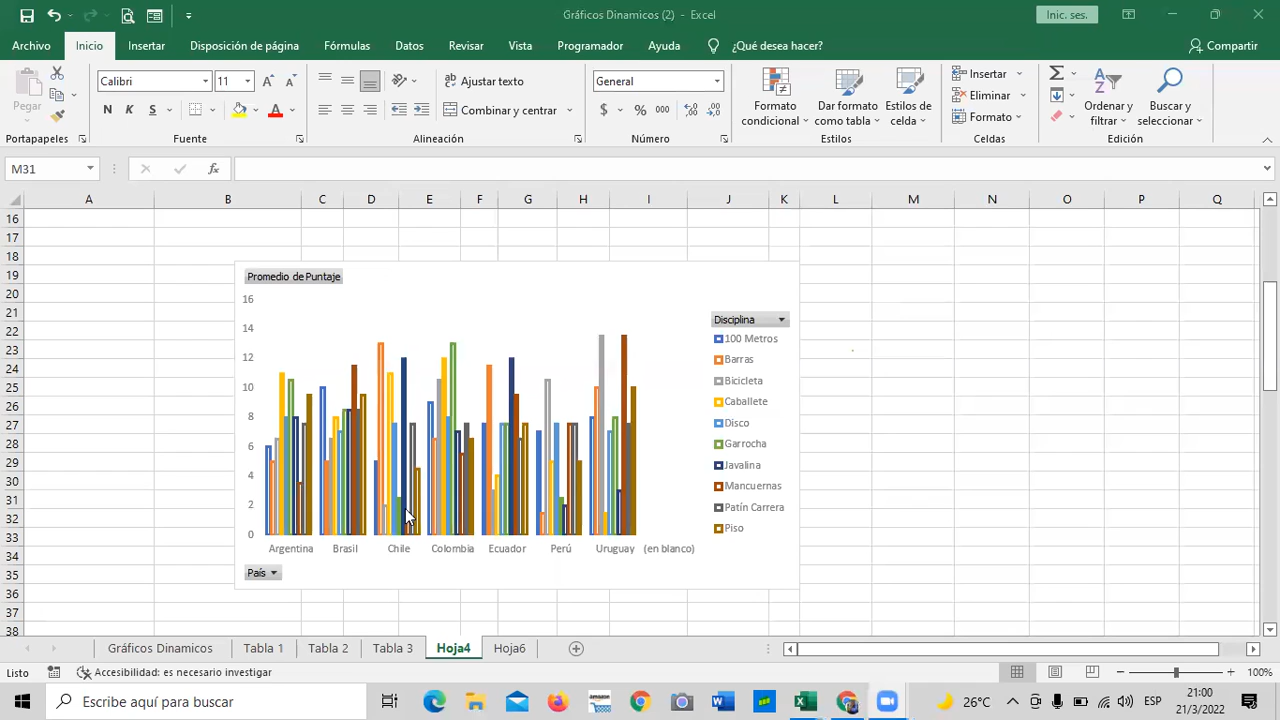 Gráficos Dinamicos (2) - Excel
Inic. ses.
Archivo Inicio Insertar Disposición de página Fórmulas Datos Revisar Vista Programador Ayuda ¿Qué desea hacer? Compartir
Pegar
Calibri 11
N K S
Ajustar texto
Combinar y centrar
General
$ % 000
Formato condicional
Dar formato como tabla
Estilos de celda
Insertar
Eliminar
Formato
Ordenar y filtrar
Buscar y seleccionar
Portapapeles Fuente Alineación Número Estilos Celdas Edición
M31 fx
A B C D E F G H I J K L M N O P Q
16
17
18
19
20
21
22
23
24
25
26
27
28
29
30
31
32
33
34
35
36
37
38
Promedio de Puntaje
16
14
12
10
8
6
4
2
0
Argentina Brasil Chile Colombia Ecuador Perú Uruguay (en blanco)
País
Disciplina
100 Metros
Barras
Bicicleta
Caballete
Disco
Garrocha
Javalina
Mancuernas
Patín Carrera
Piso
Gráficos Dinamicos Tabla 1 Tabla 2 Tabla 3 Hoja4 Hoja6
Listo Accesibilidad: es necesario investigar 100%
Escribe aquí para buscar
26°C ESP
21:00
21/3/2022